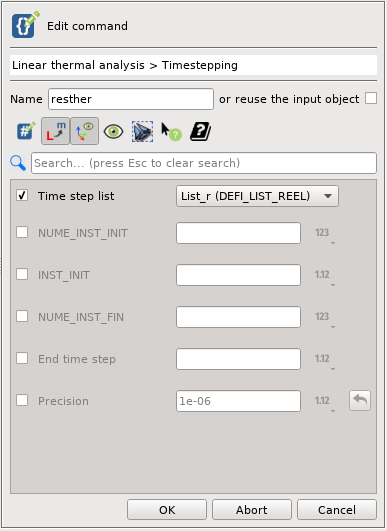 Edit command
Linear thermal analysis > Timestepping
Name resther or reuse the input object
Search... (press Esc to clear search)
Time step list List_r (DEFI_LIST_REEL)
NUME_INST_INIT 123
INST_INIT 1.12
NUME_INST_FIN 123
End time step 1.12
Precision 1e-06 1.12
OK Abort Cancel